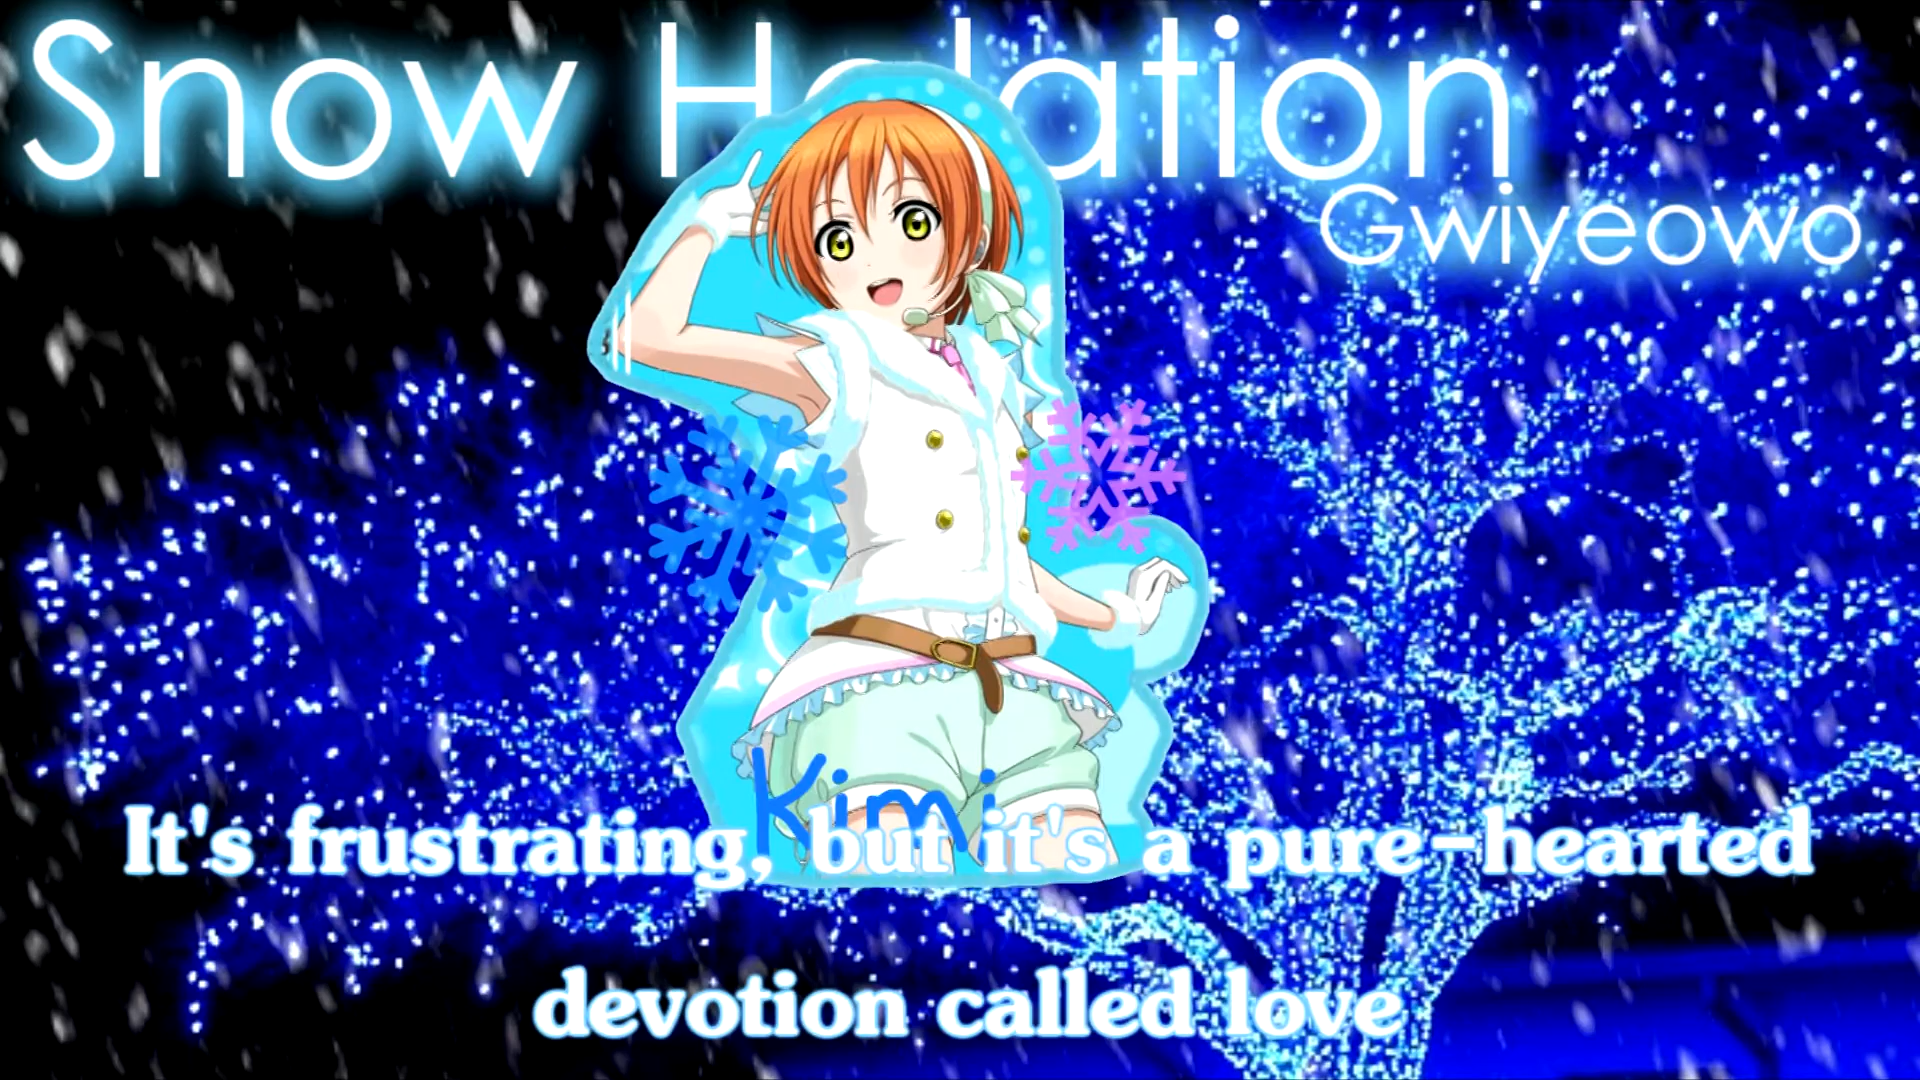 Snow Halation
Gwiyeowo
Kimi
It's frustrating, but it's a pure-hearted
devotion called love